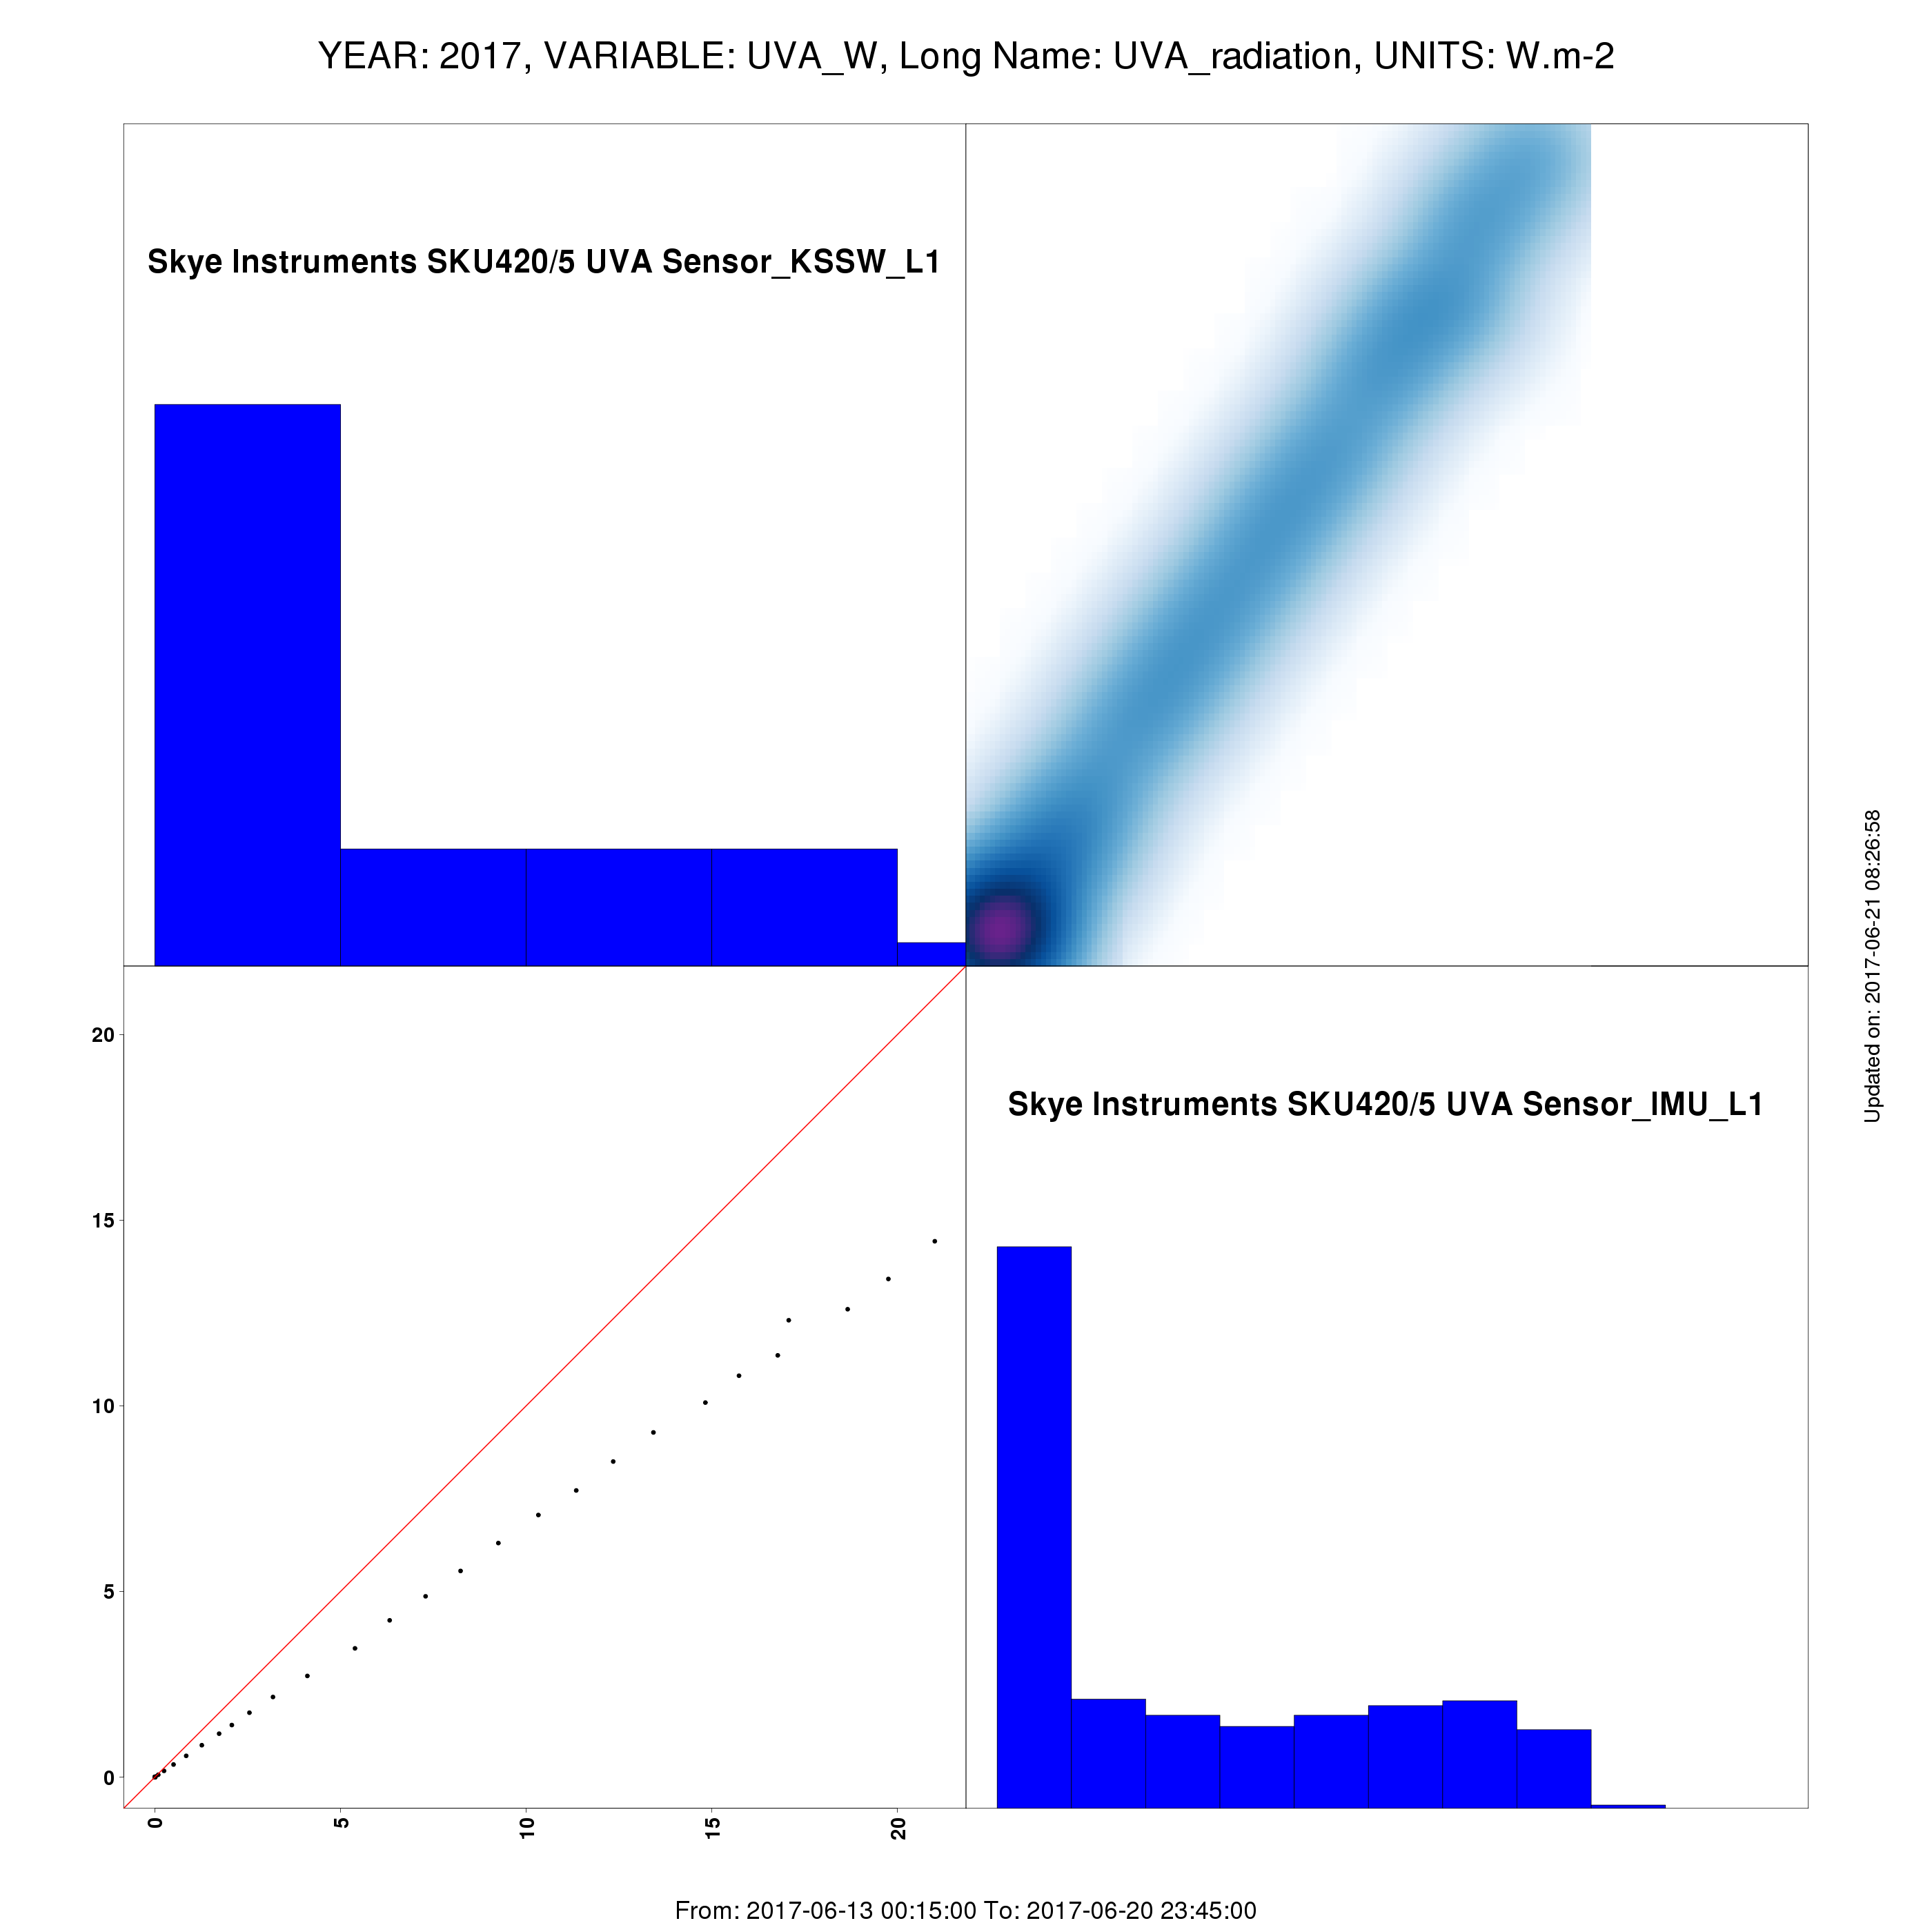 YEAR: 2017, VARIABLE: UVA_W, Long Name: UVA_radiation, UNITS: W.m-2
Skye Instruments SKU420/5 UVA Sensor_KSSW_L1
Skye Instruments SKU420/5 UVA Sensor_IMU_L1
20
15
10
5
0
0
5
10
15
20
Updated on: 2017-06-21 08:26:58
From: 2017-06-13 00:15:00 To: 2017-06-20 23:45:00